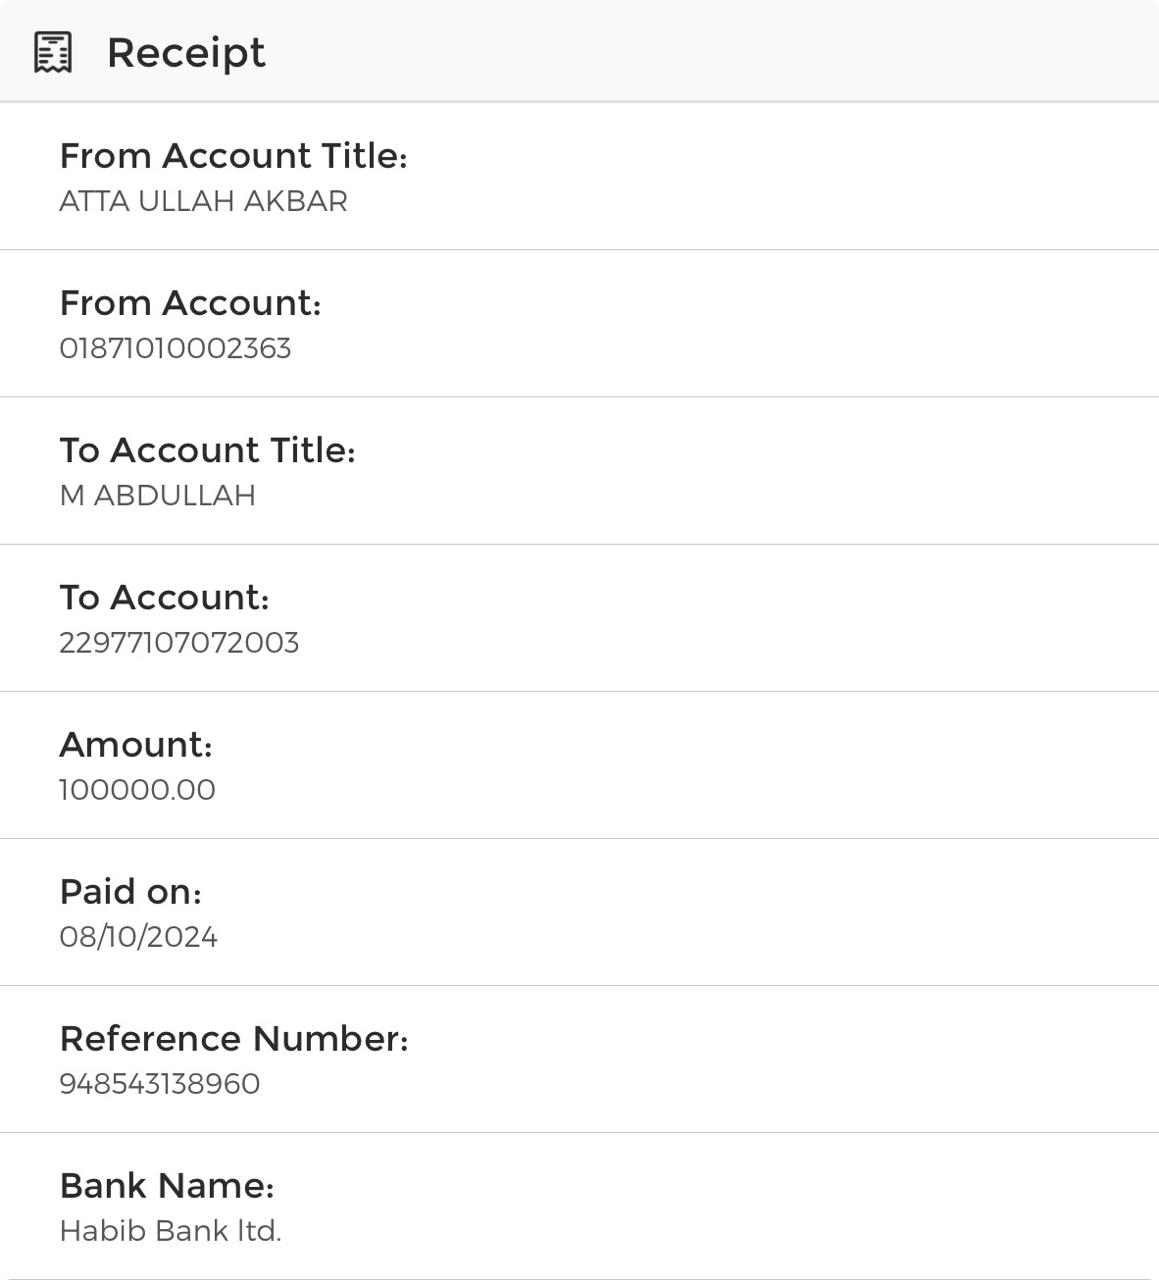 Receipt
From Account Title:
ATTA ULLAH AKBAR
From Account:
01871010002363
To Account Title:
M ABDULLAH
To Account:
22977107072003
Amount:
100000.00
Paid on:
08/10/2024
Reference Number:
948543138960
Bank Name:
Habib Bank ltd.